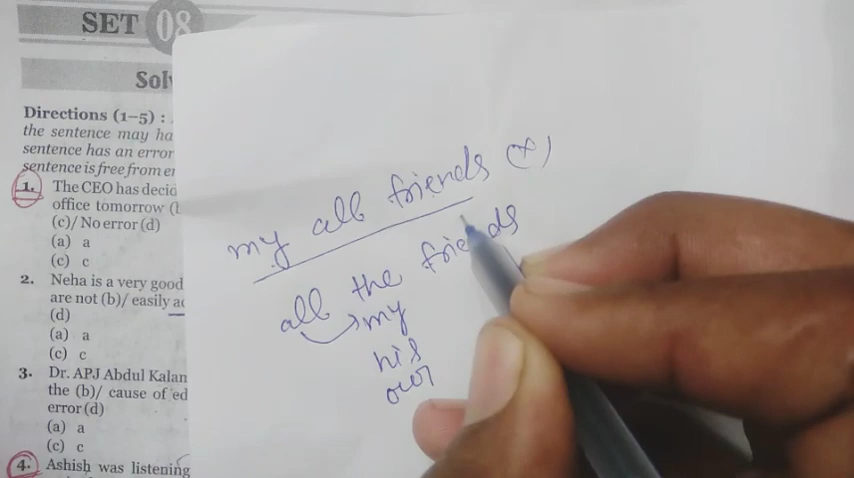 SET 08
Sol
Directions (1–5) :
the sentence may ha
sentence has an error
sentence is free from er
1. The CEO has decid
office tomorrow (b
(c)/ No error (d)
(a) a
(c) c
2. Neha is a very good
are not (b)/ easily ac
(d)
(a) a
(c) c
3. Dr. APJ Abdul Kalan
the (b)/ cause of ed
error (d)
(a) a
(c) c
4. Ashish was listening
my all friends (×)
all the friends
my
his
our